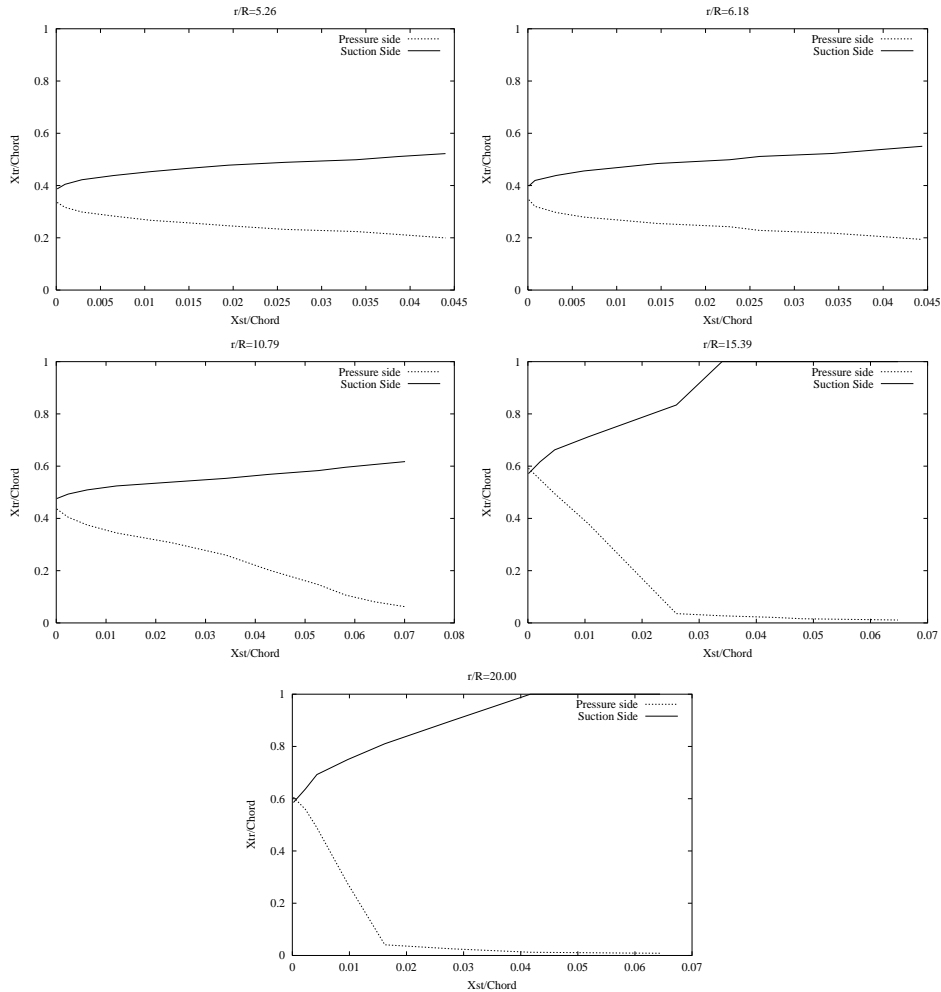 r/R=5.26
Pressure side
Suction Side
1
0.8
0.6
0.4
0.2
0
Xtr/Chord
0 0.005 0.01 0.015 0.02 0.025 0.03 0.035 0.04 0.045
Xst/Chord
r/R=6.18
Pressure side
Suction Side
1
0.8
0.6
0.4
0.2
0
Xtr/Chord
0 0.005 0.01 0.015 0.02 0.025 0.03 0.035 0.04 0.045
Xst/Chord
r/R=10.79
Pressure side
Suction Side
1
0.8
0.6
0.4
0.2
0
Xtr/Chord
0 0.01 0.02 0.03 0.04 0.05 0.06 0.07 0.08
Xst/Chord
r/R=15.39
Pressure side
Suction Side
1
0.8
0.6
0.4
0.2
0
Xtr/Chord
0 0.01 0.02 0.03 0.04 0.05 0.06 0.07
Xst/Chord
r/R=20.00
Pressure side
Suction Side
1
0.8
0.6
0.4
0.2
0
Xtr/Chord
0 0.01 0.02 0.03 0.04 0.05 0.06 0.07
Xst/Chord